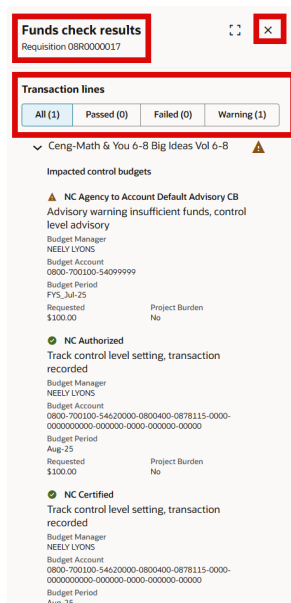 Funds check results
Requisition 08R0000017
Transaction lines
All (1) Passed (0) Failed (0) Warning (1)
Ceng-Math & You 6-8 Big Ideas Vol 6-8
Impacted control budgets
NC Agency to Account Default Advisory CB
Advisory warning insufficient funds, control
level advisory
Budget Manager
NEELY LYONS
Budget Account
0800-700100-54099999
Budget Period
FYS_Jul-25
Requested Project Burden
$100.00 No
NC Authorized
Track control level setting, transaction
recorded
Budget Manager
NEELY LYONS
Budget Account
0800-700100-54620000-0800400-0878115-0000-
0000000000-000000-0000-000000-00000
Budget Period
Aug-25
Requested Project Burden
$100.00 No
NC Certified
Track control level setting, transaction
recorded
Budget Manager
NEELY LYONS
Budget Account
0800-700100-54620000-0800400-0878115-0000-
0000000000-000000-0000-000000-00000
Budget Period
Aug-25